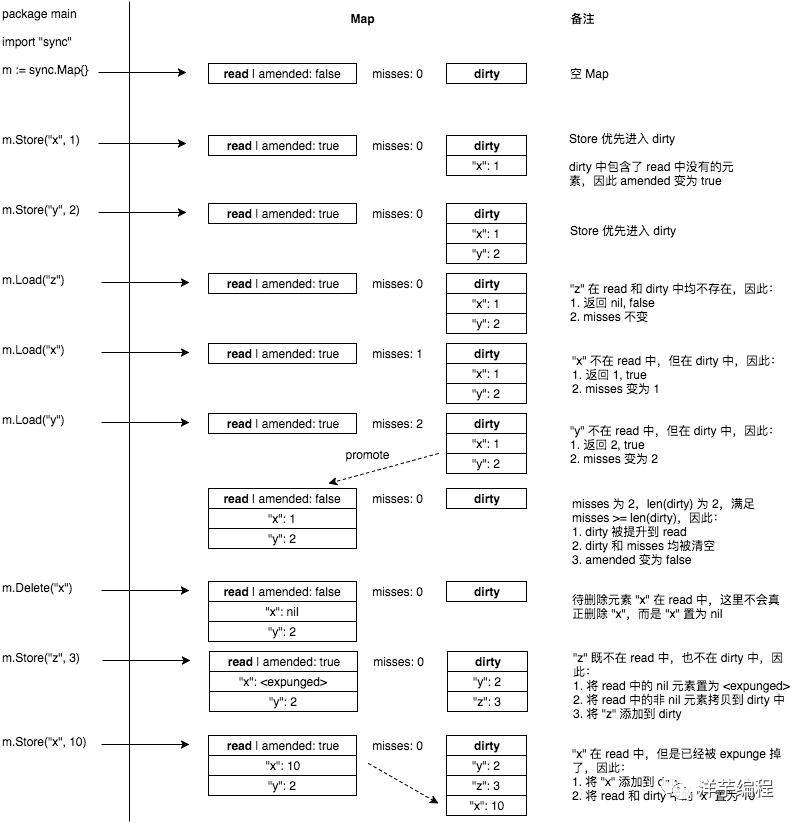 package main
Map
备注
import "sync"
m := sync.Map{}
read | amended: false
misses: 0
dirty
空 Map
m.Store("x", 1)
read | amended: true
misses: 0
dirty
"x": 1
Store 优先进入 dirty
dirty 中包含了 read 中没有的元
素，因此 amended 变为 true
m.Store("y", 2)
read | amended: true
misses: 0
dirty
"x": 1
"y": 2
Store 优先进入 dirty
m.Load("z")
read | amended: true
misses: 0
dirty
"x": 1
"y": 2
"z" 在 read 和 dirty 中均不存在，因此：
1. 返回 nil, false
2. misses 不变
m.Load("x")
read | amended: true
misses: 1
dirty
"x": 1
"y": 2
"x" 不在 read 中，但在 dirty 中，因此：
1. 返回 1, true
2. misses 变为 1
m.Load("y")
read | amended: true
misses: 2
dirty
"x": 1
"y": 2
"y" 不在 read 中，但在 dirty 中，因此：
1. 返回 2, true
2. misses 变为 2
promote
read | amended: false
"x": 1
"y": 2
misses: 0
dirty
misses 为 2，len(dirty) 为 2，满足
misses >= len(dirty)，因此：
1. dirty 被提升到 read
2. dirty 和 misses 均被清空
3. amended 变为 false
m.Delete("x")
read | amended: false
"x": nil
"y": 2
misses: 0
dirty
待删除元素 "x" 在 read 中，这里不会真
正删除 "x"，而是 "x" 置为 nil
m.Store("z", 3)
read | amended: true
"x": <expunged>
"y": 2
misses: 0
dirty
"y": 2
"z": 3
"z" 既不在 read 中，也不在 dirty 中，因
此：
1. 将 read 中的 nil 元素置为 <expunged>
2. 将 read 中的非 nil 元素拷贝到 dirty 中
3. 将 "z" 添加到 dirty
m.Store("x", 10)
read | amended: true
"x": 10
"y": 2
misses: 0
dirty
"y": 2
"z": 3
"x": 10
"x" 在 read 中，但是已经被 expunge 掉
了，因此：
1. 将 "x" 添加到
2. 将 read 和 dirty "x" 置为 10
洋芋编程